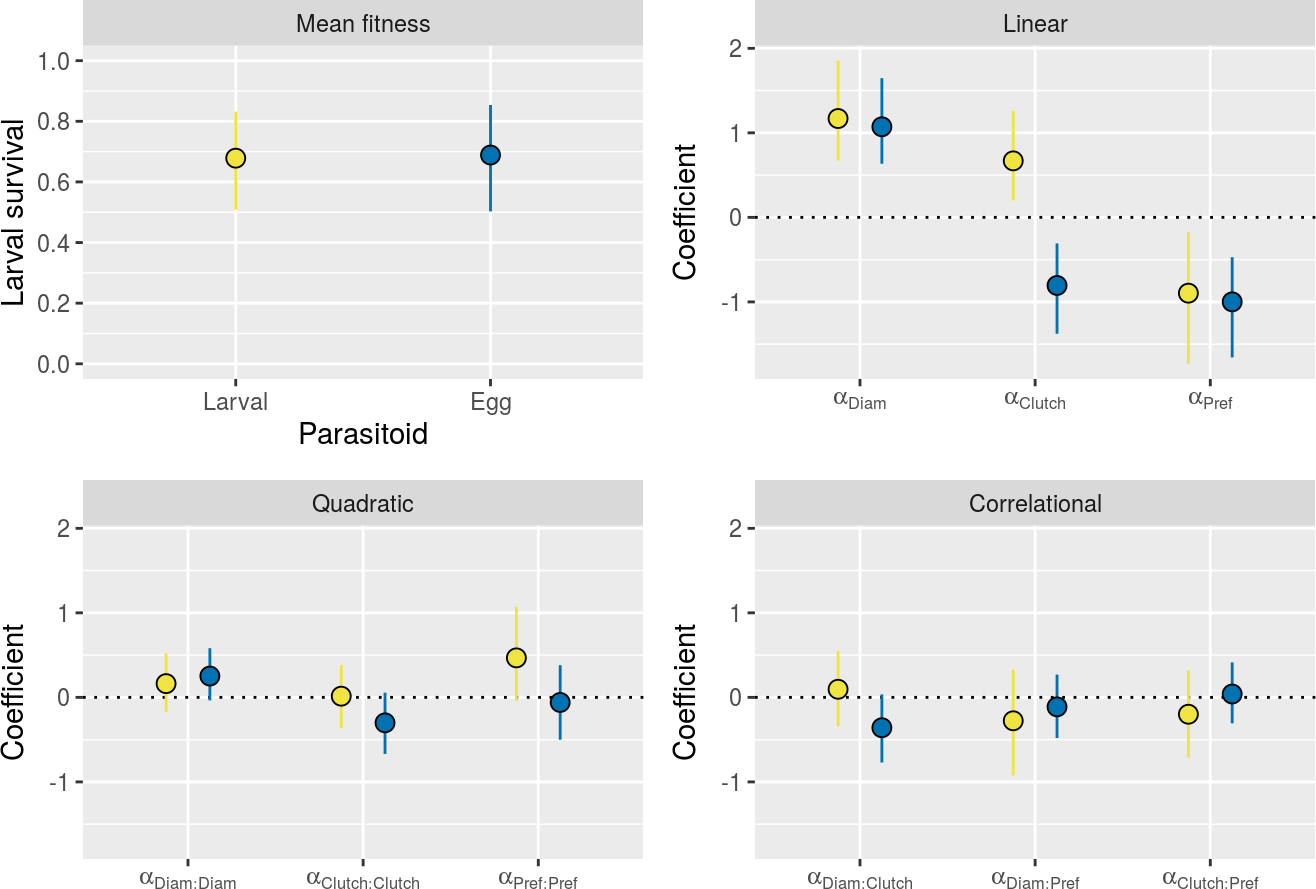 Mean fitness
1.0
0.8
0.6
0.4
0.2
0.0
Larval survival
Larval
Egg
Parasitoid
Linear
2
1
0
-1
Coefficient
αDiam
αClutch
αPref
Quadratic
2
1
0
-1
Coefficient
αDiam:Diam
αClutch:Clutch
αPref:Pref
Correlational
2
1
0
-1
Coefficient
αDiam:Clutch
αDiam:Pref
αClutch:Pref